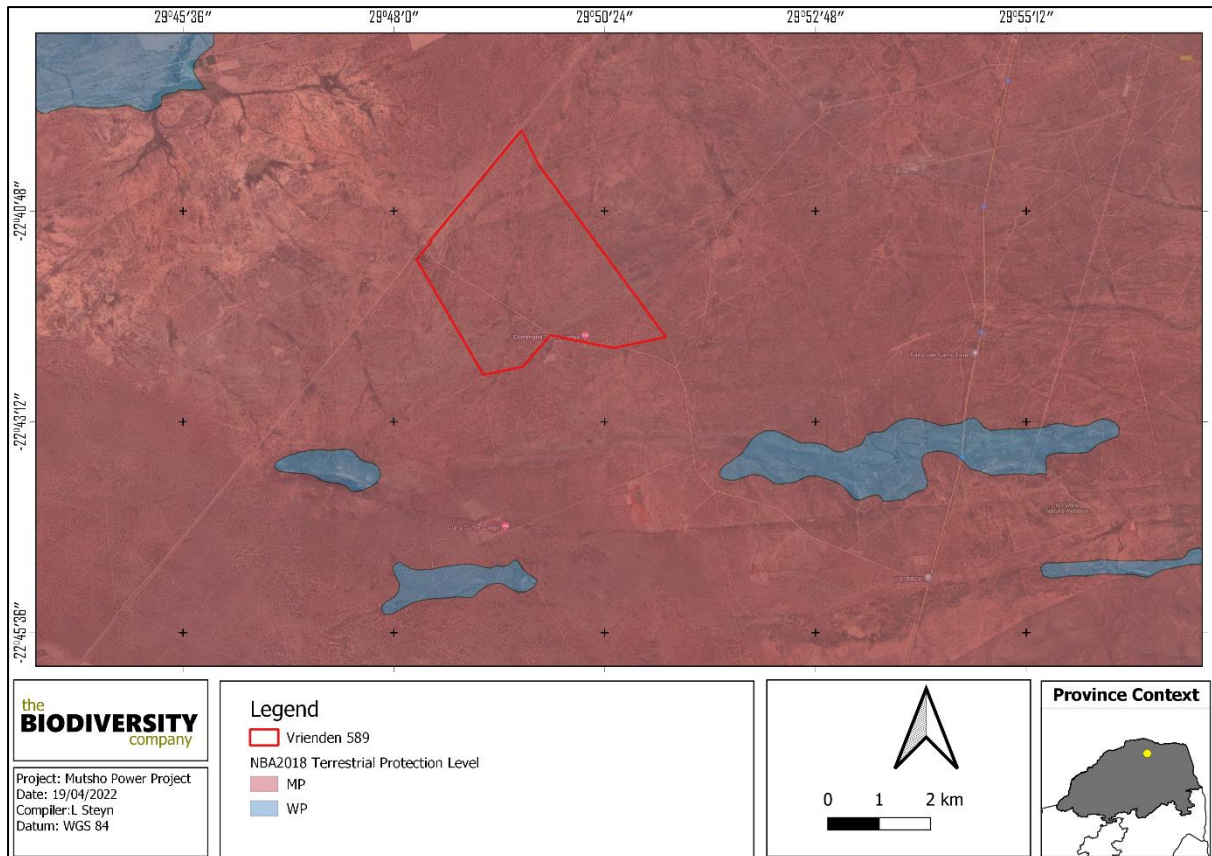 29°45'36" 29°48'0" 29°50'24" 29°52'48" 29°55'12"
-22°40'48"
-22°43'12"
-22°45'36"
the
BIODIVERSITY
company
Project: Mutsho Power Project
Date: 19/04/2022
Compiler:L Steyn
Datum: WGS 84
Legend
Vrienden 589
NBA2018 Terrestrial Protection Level
MP
WP
0 1 2 km
Province Context